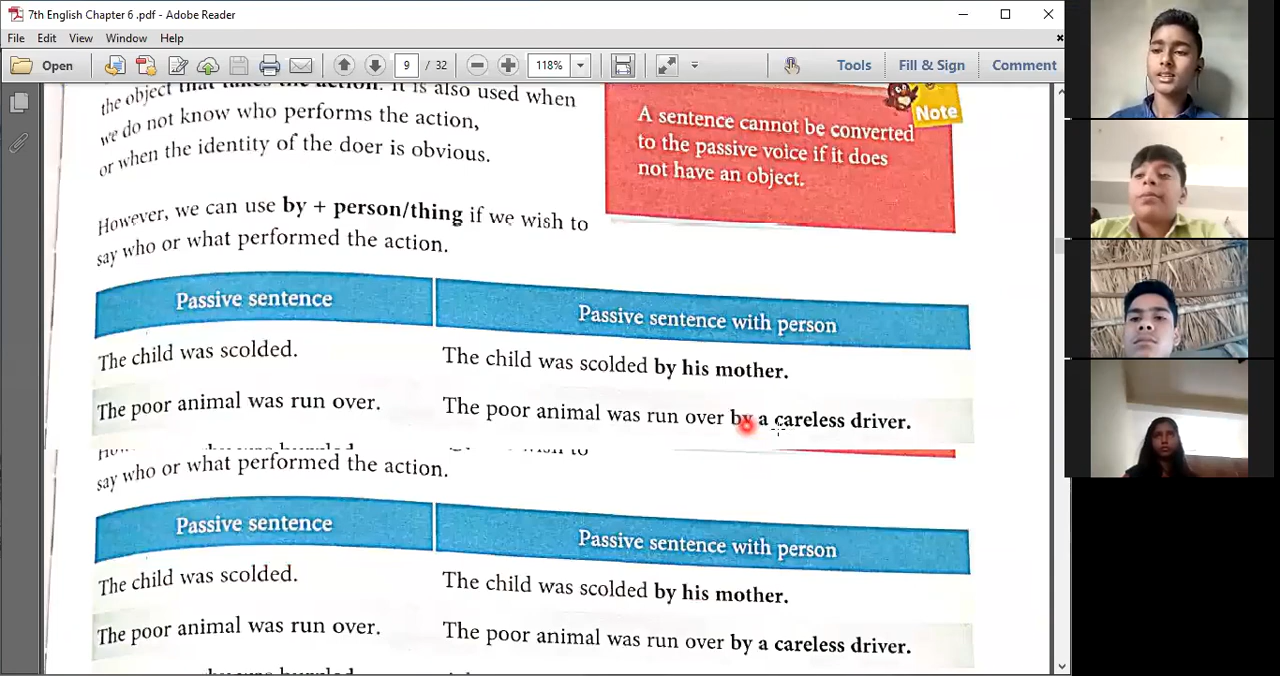 7th English Chapter 6 .pdf - Adobe Reader
File Edit View Window Help
Open 9 / 32 118% Tools Fill & Sign Comment
the object that takes the action. It is also used when
we do not know who performs the action,
or when the identity of the doer is obvious.
Note
A sentence cannot be converted
to the passive voice if it does
not have an object.
However, we can use by + person/thing if we wish to
say who or what performed the action.
Passive sentence Passive sentence with person
The child was scolded. The child was scolded by his mother.
The poor animal was run over. The poor animal was run over by a careless driver.
say who or what performed the action.
Passive sentence Passive sentence with person
The child was scolded. The child was scolded by his mother.
The poor animal was run over. The poor animal was run over by a careless driver.